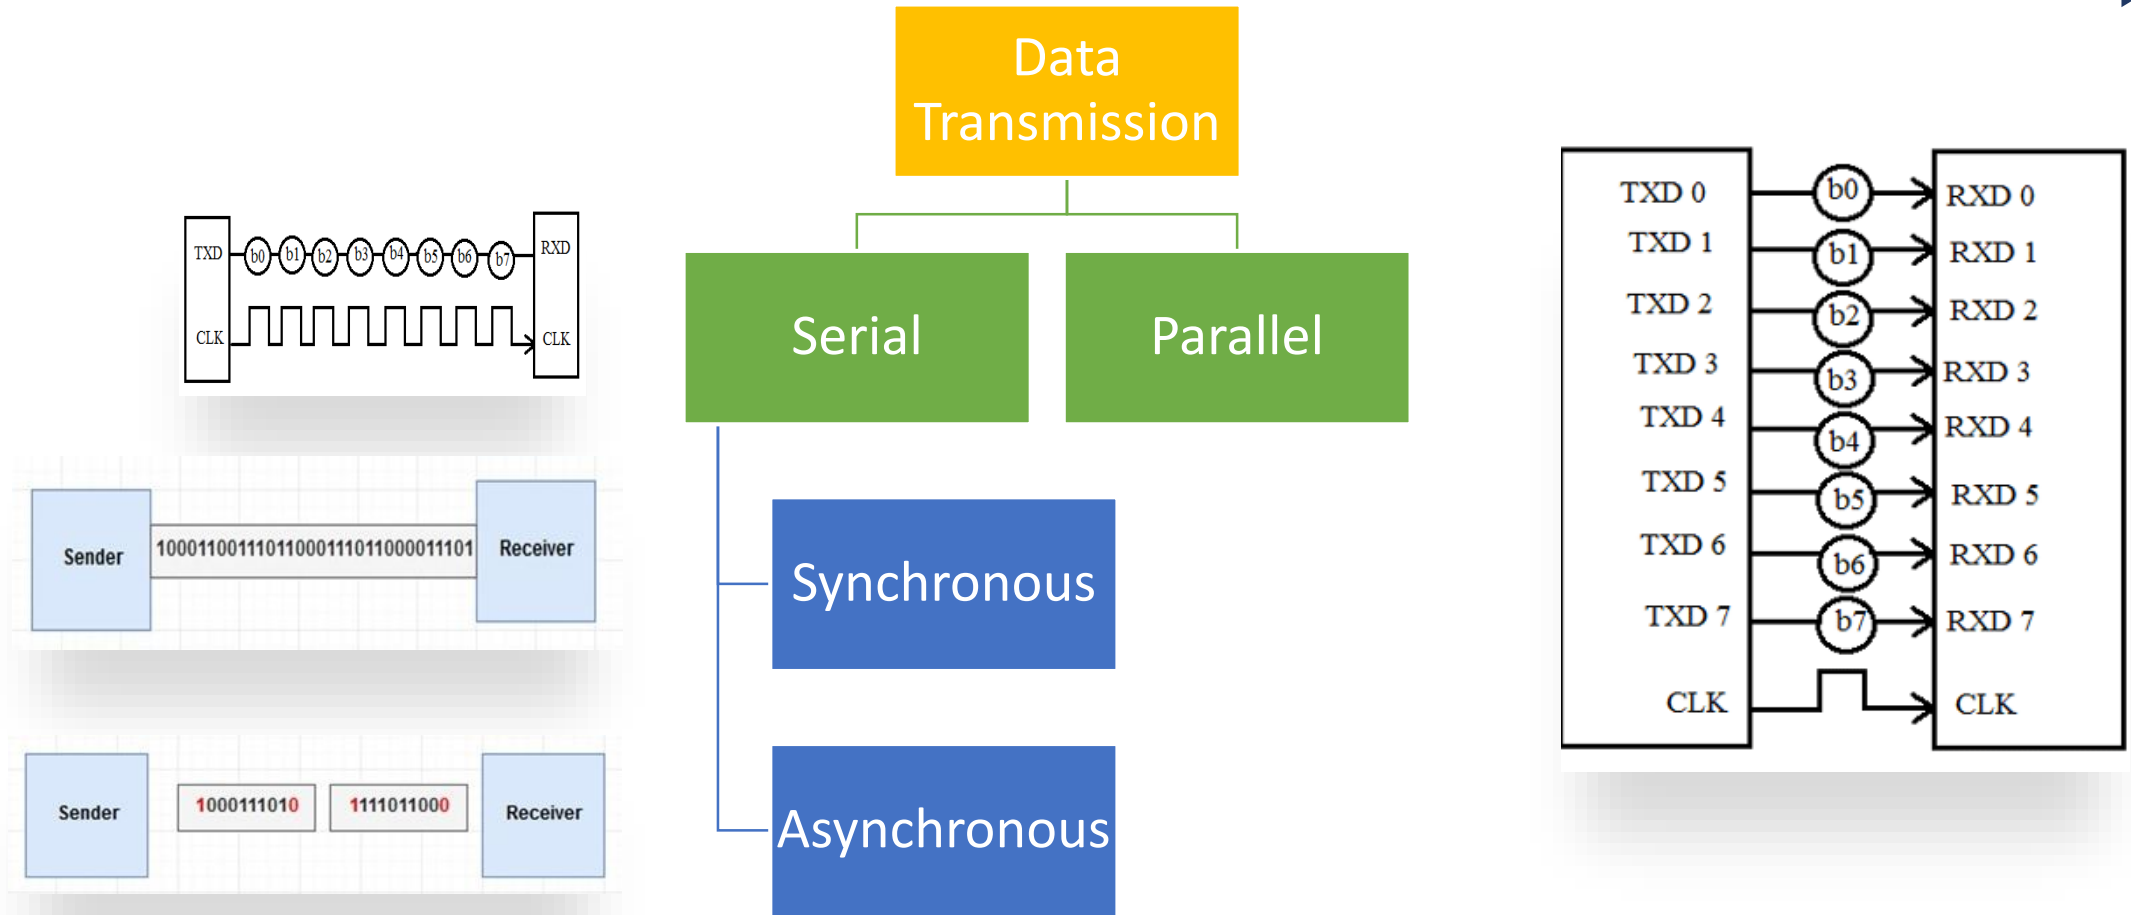 Data
Transmission
Serial
Parallel
Synchronous
Asynchronous
TXD
b0
b1
b2
b3
b4
b5
b6
b7
RXD
CLK
CLK
Sender
10001100111011000111011000011101
Receiver
Sender
1000111010
1111011000
Receiver
TXD 0
b0
RXD 0
TXD 1
b1
RXD 1
TXD 2
b2
RXD 2
TXD 3
b3
RXD 3
TXD 4
b4
RXD 4
TXD 5
b5
RXD 5
TXD 6
b6
RXD 6
TXD 7
b7
RXD 7
CLK
CLK